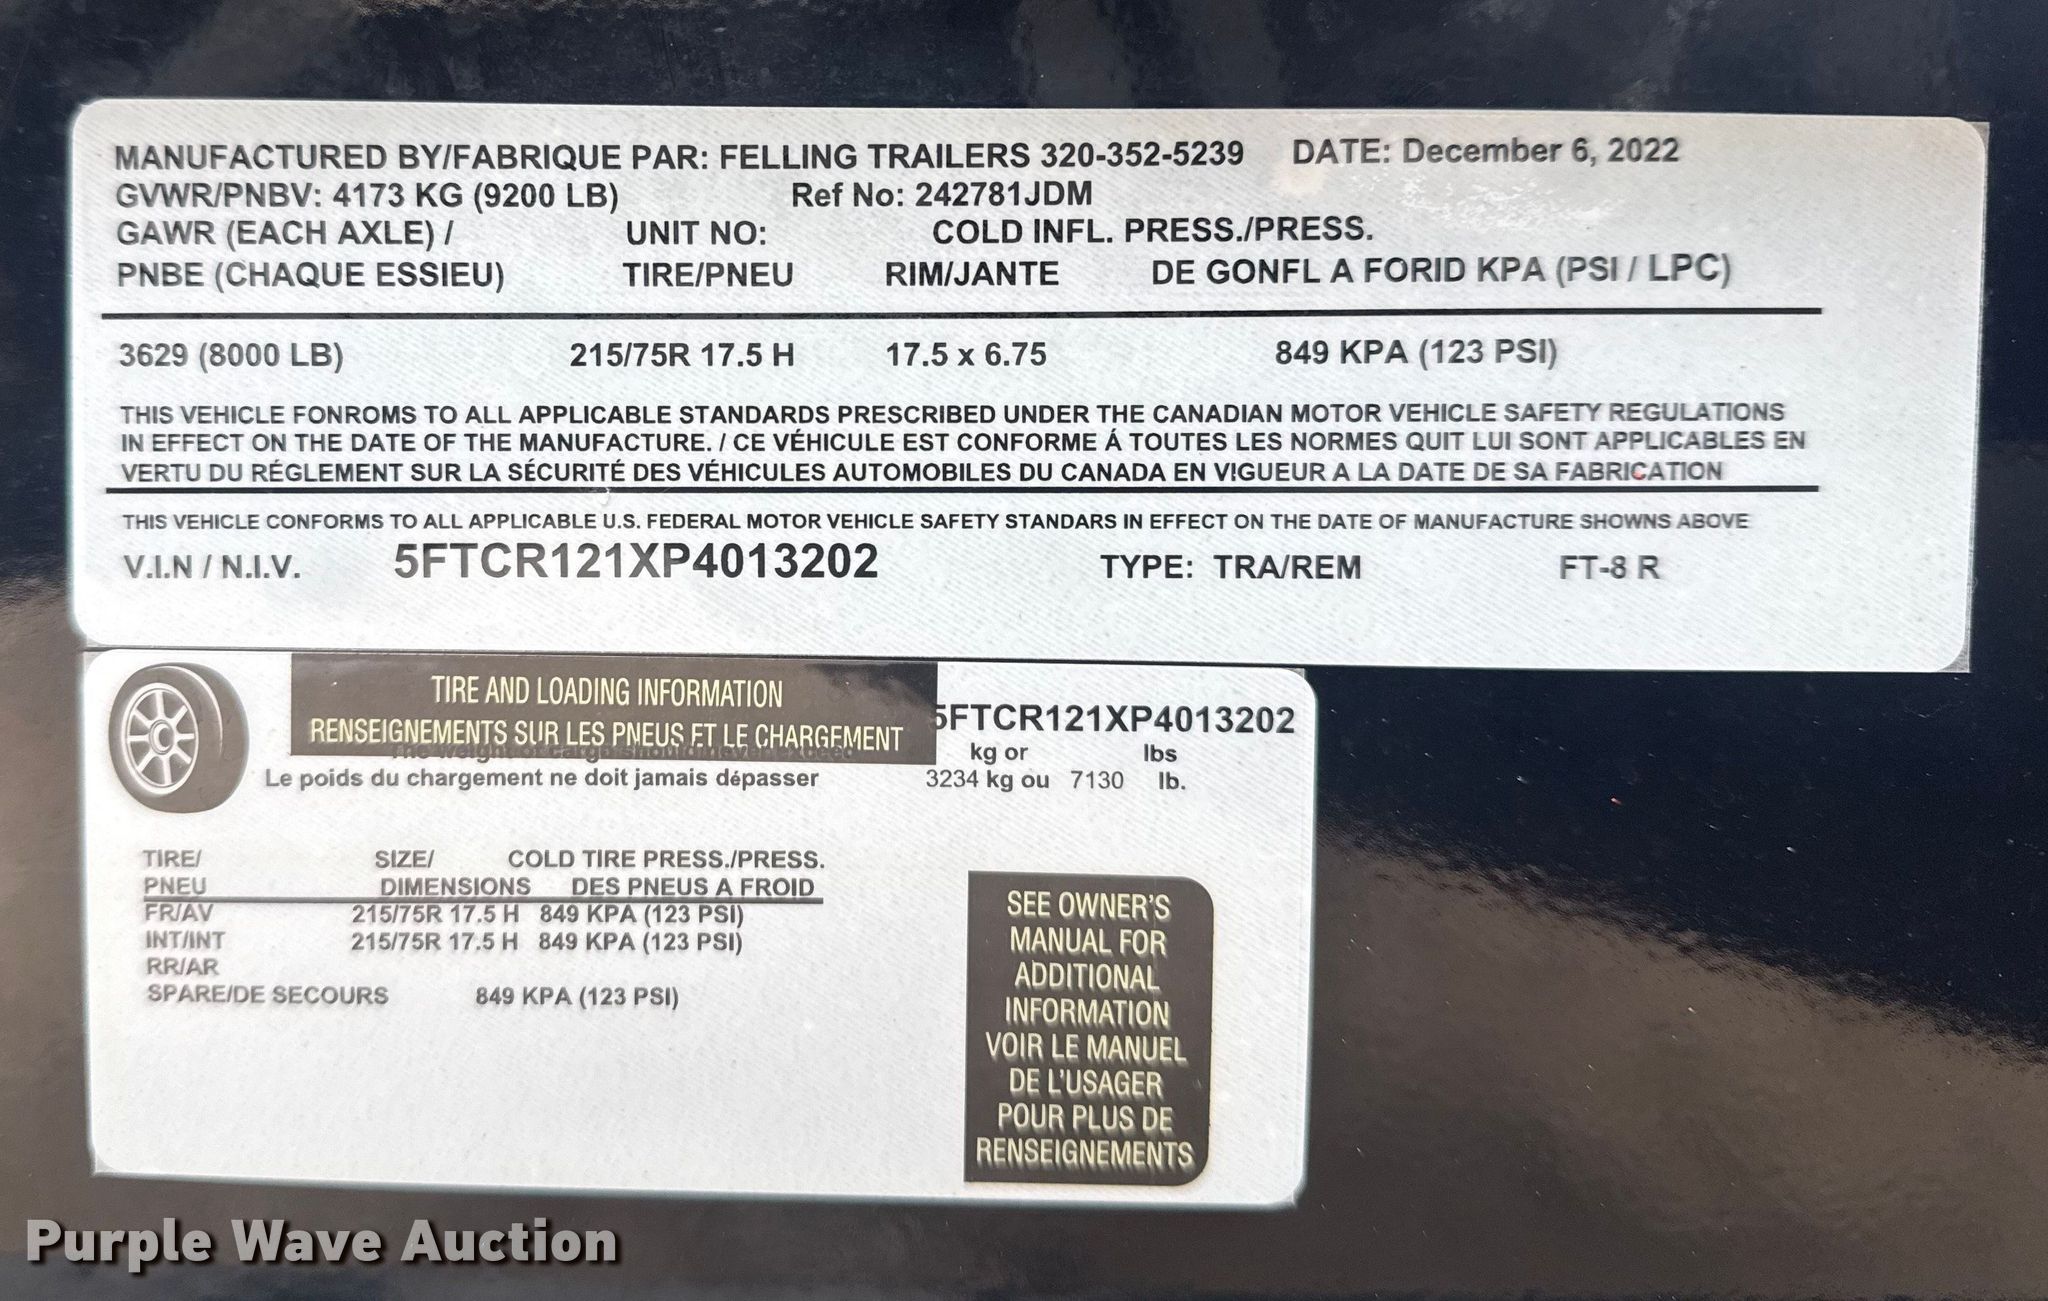 MANUFACTURED BY/FABRIQUE PAR: FELLING TRAILERS 320-352-5239 DATE: December 6, 2022
GVWR/PNBV: 4173 KG (9200 LB) Ref No: 242781JDM
GAWR (EACH AXLE) / UNIT NO: COLD INFL. PRESS./PRESS.
PNBE (CHAQUE ESSIEU) TIRE/PNEU RIM/JANTE DE GONFL A FORID KPA (PSI / LPC)
3629 (8000 LB) 215/75R 17.5 H 17.5 x 6.75 849 KPA (123 PSI)
THIS VEHICLE FONROMS TO ALL APPLICABLE STANDARDS PRESCRIBED UNDER THE CANADIAN MOTOR VEHICLE SAFETY REGULATIONS
IN EFFECT ON THE DATE OF THE MANUFACTURE. / CE VÉHICULE EST CONFORME Á TOUTES LES NORMES QUIT LUI SONT APPLICABLES EN
VERTU DU RÉGLEMENT SUR LA SÉCURITÉ DES VÉHICULES AUTOMOBILES DU CANADA EN VIGUEUR A LA DATE DE SA FABRICATION
THIS VEHICLE CONFORMS TO ALL APPLICABLE U.S. FEDERAL MOTOR VEHICLE SAFETY STANDARS IN EFFECT ON THE DATE OF MANUFACTURE SHOWNS ABOVE
V.I.N / N.I.V. 5FTCR121XP4013202 TYPE: TRA/REM FT-8 R
TIRE AND LOADING INFORMATION
RENSEIGNEMENTS SUR LES PNEUS ET LE CHARGEMENT 5FTCR121XP4013202
The weight of cargo should never exceed kg or lbs
Le poids du chargement ne doit jamais dépasser 3234 kg ou 7130 lb.
TIRE/ SIZE/ COLD TIRE PRESS./PRESS.
PNEU DIMENSIONS DES PNEUS A FROID
FR/AV 215/75R 17.5 H 849 KPA (123 PSI)
INT/INT 215/75R 17.5 H 849 KPA (123 PSI)
RR/AR
SPARE/DE SECOURS 849 KPA (123 PSI)
SEE OWNER'S
MANUAL FOR
ADDITIONAL
INFORMATION
VOIR LE MANUEL
DE L'USAGER
POUR PLUS DE
RENSEIGNEMENTS
Purple Wave Auction